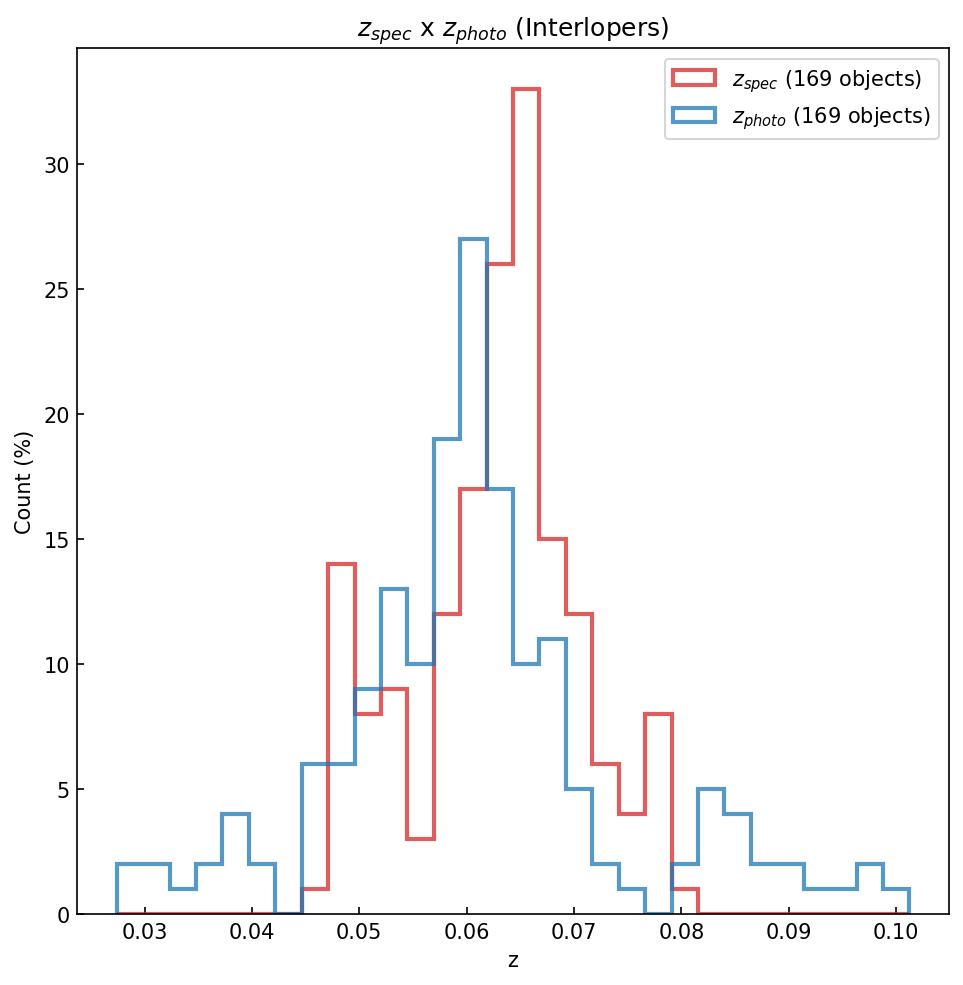 z_spec x z_photo (Interlopers)
z_spec (169 objects)
z_photo (169 objects)
Count (%)
30
25
20
15
10
5
0
0.03 0.04 0.05 0.06 0.07 0.08 0.09 0.10
z